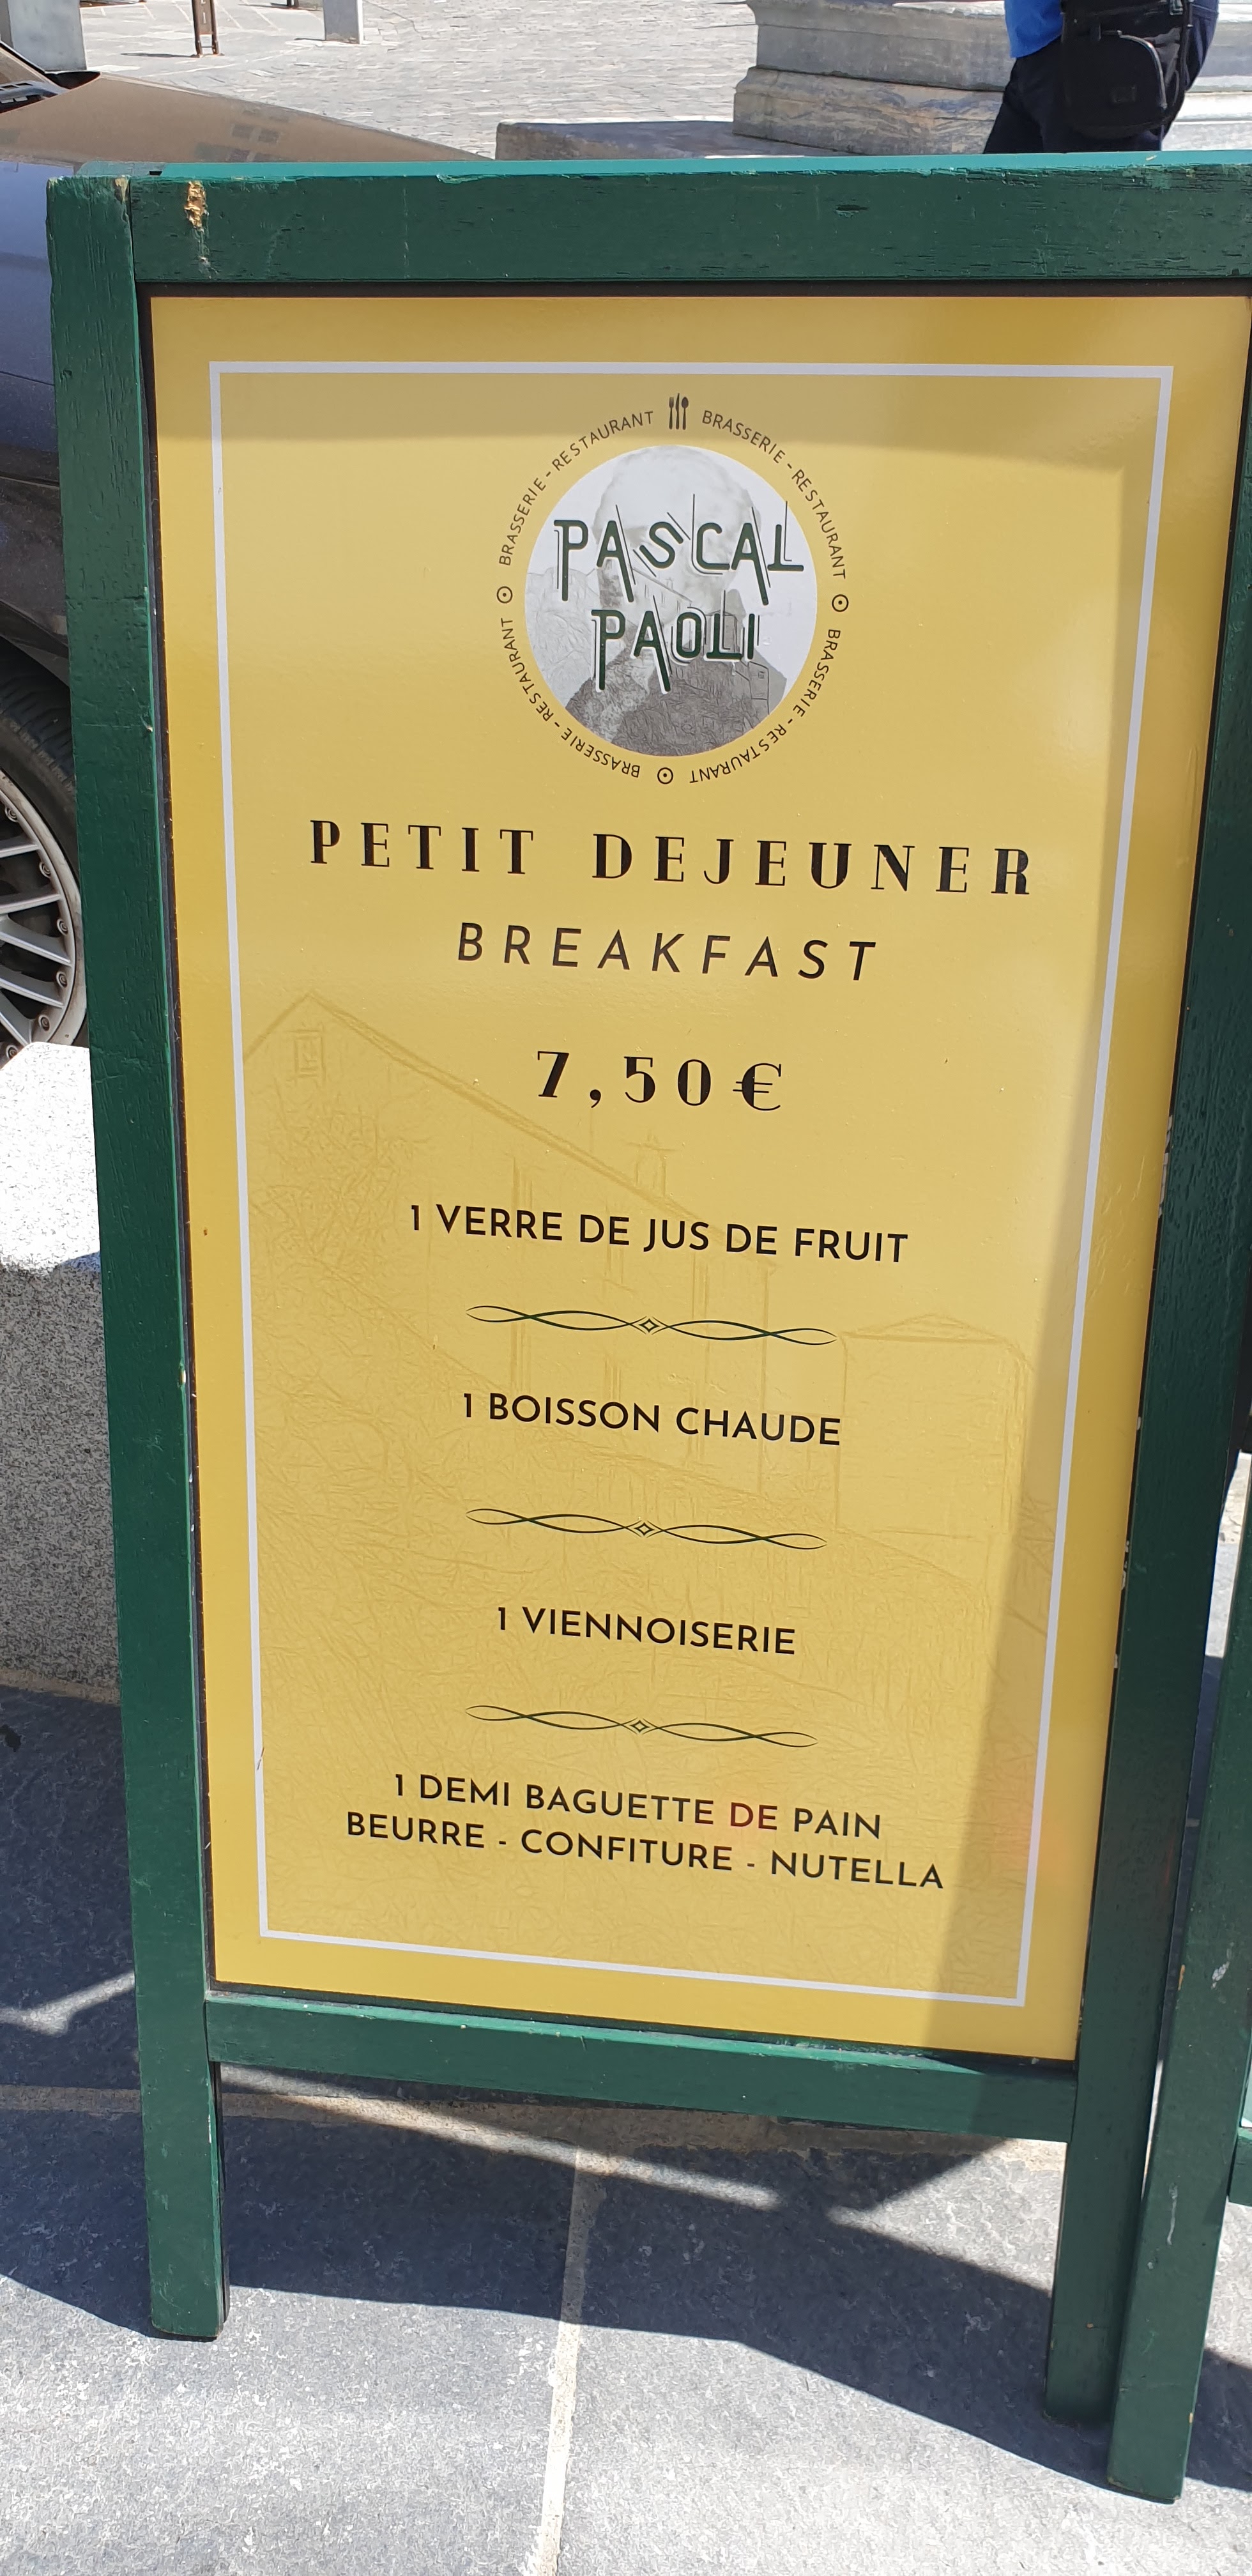 BRASSERIE - RESTAURANT
BRASSERIE - RESTAURANT
BRASSERIE - RESTAURANT
BRASSERIE - RESTAURANT
PASCAL
PAOLI
PETIT DEJEUNER
BREAKFAST
7,50€
1 VERRE DE JUS DE FRUIT
1 BOISSON CHAUDE
1 VIENNOISERIE
1 DEMI BAGUETTE DE PAIN
BEURRE - CONFITURE - NUTELLA